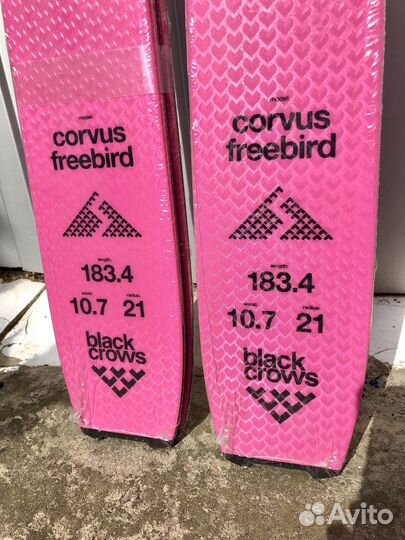 model:
corvus
freebird
length:
183.4
waist: radius:
10.7 21
black
crows
model:
corvus
freebird
length:
183.4
waist: radius:
10.7 21
black
crows
Avito